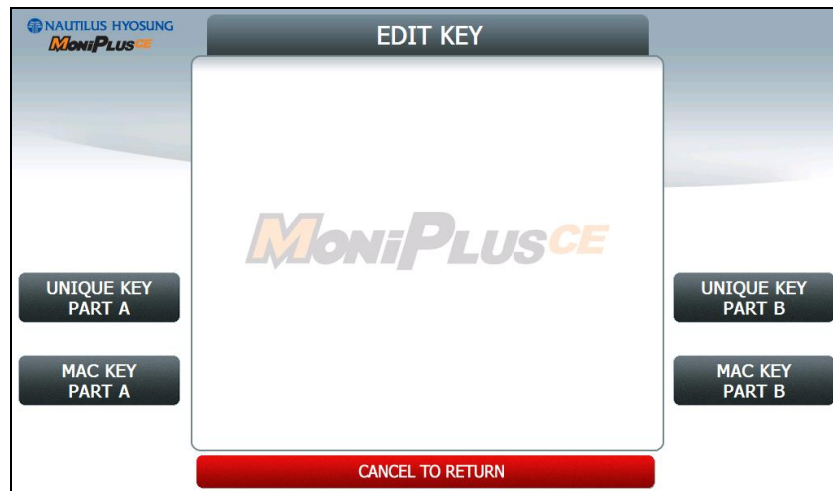 NAUTILUS HYOSUNG
MoniPlusCE
EDIT KEY
MoniPlusCE
UNIQUE KEY
PART A
UNIQUE KEY
PART B
MAC KEY
PART A
MAC KEY
PART B
CANCEL TO RETURN